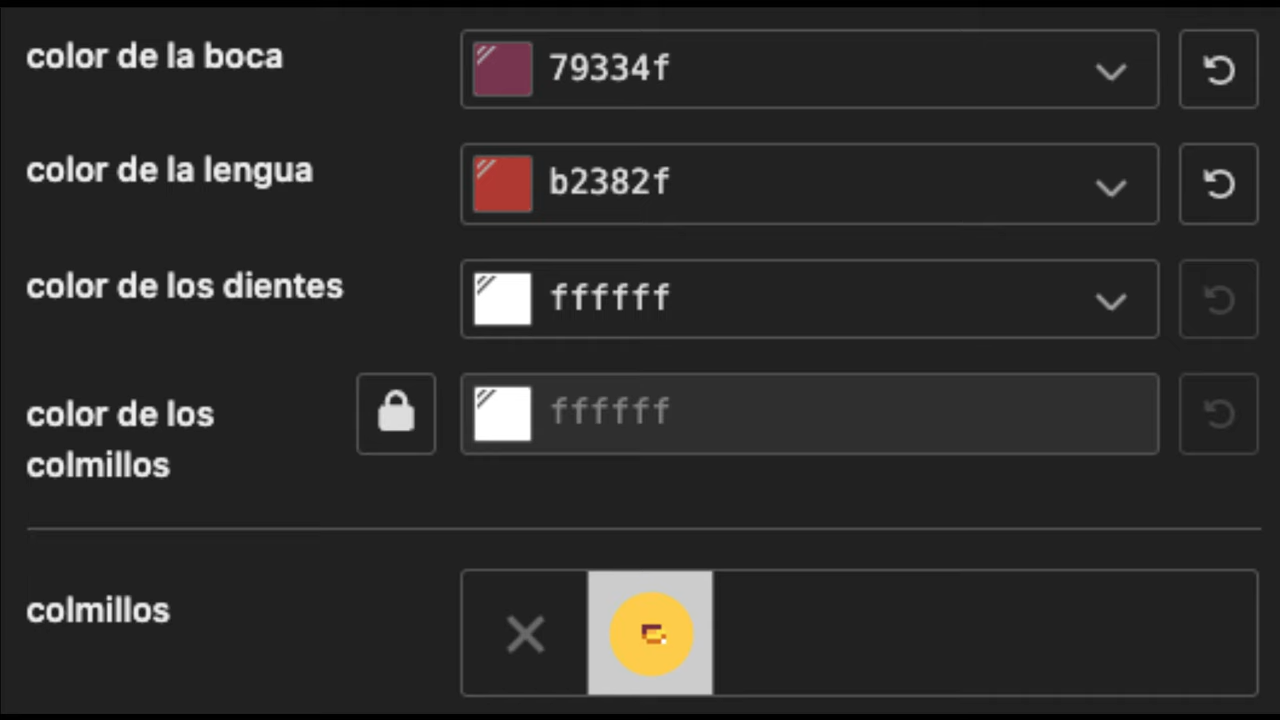 color de la boca
79334f
color de la lengua
b2382f
color de los dientes
ffffff
color de los
colmillos
ffffff
colmillos